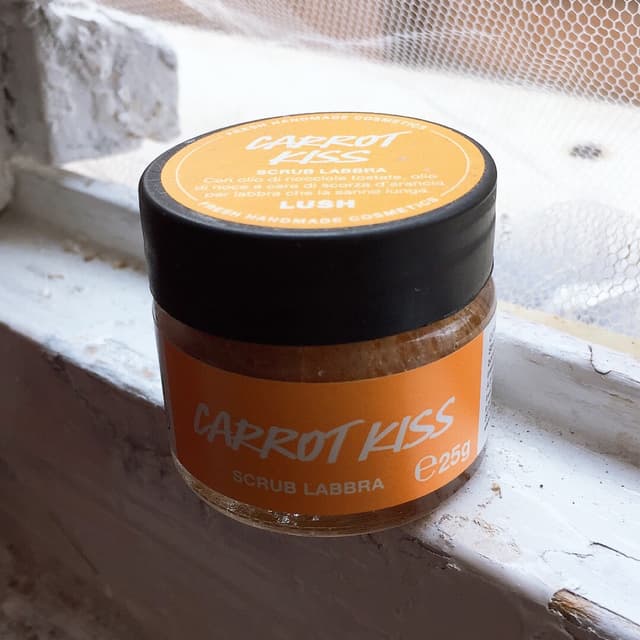 FRESH HANDMADE COSMETICS
CARROT
KISS
SCRUB LABBRA
Con olio di nocciole tostate, olio
di noce e cera di scorza d'arancia
per labbra che la sanno lunga
LUSH
FRESH HANDMADE COSMETICS
CARROT KISS
SCRUB LABBRA
℮25g